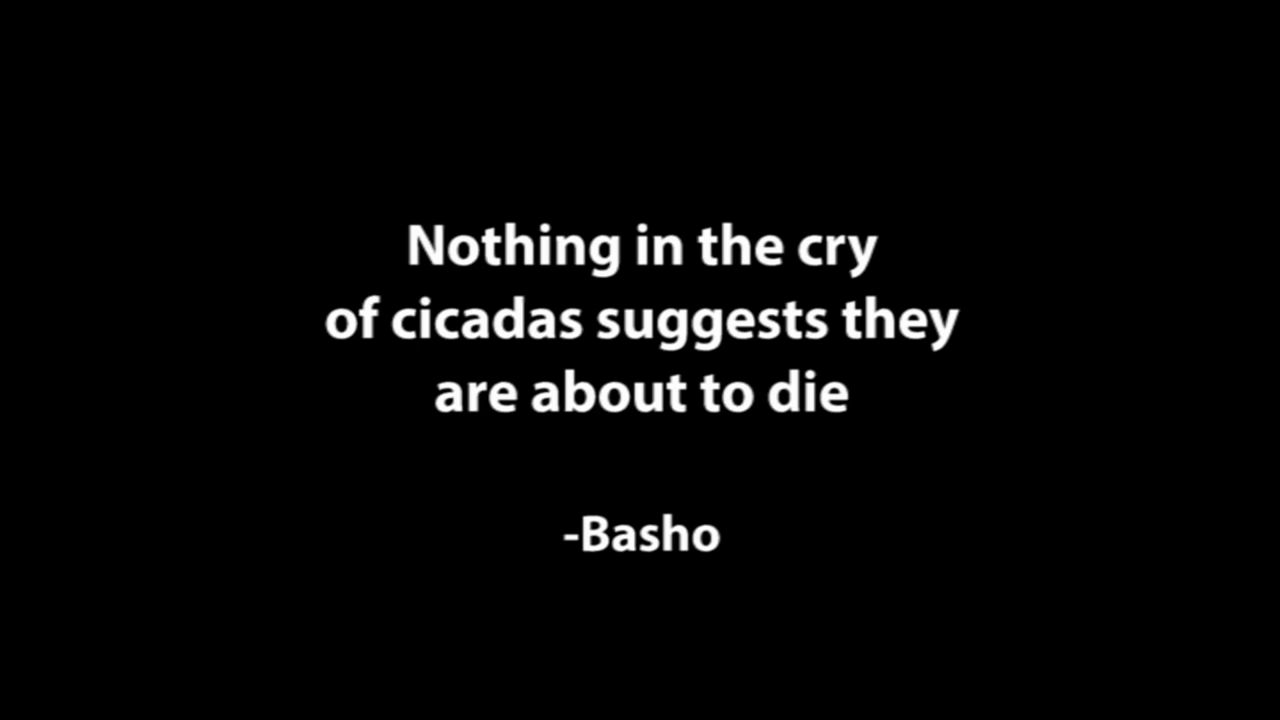 Nothing in the cry
of cicadas suggests they
are about to die
-Basho